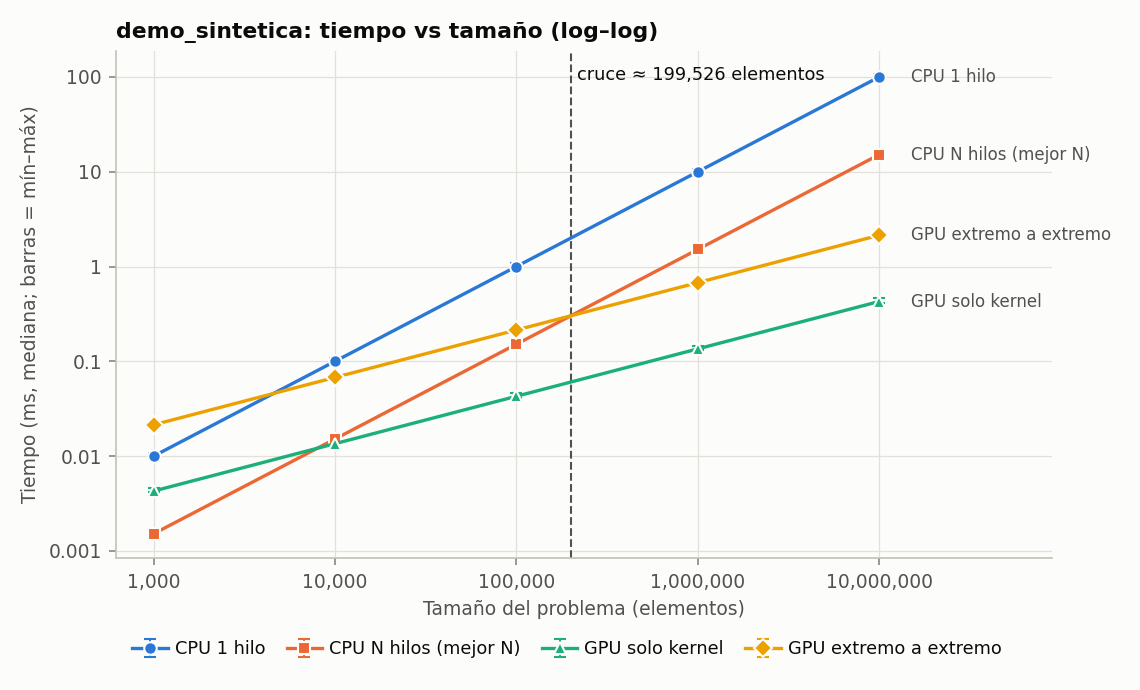 demo_sintetica: tiempo vs tamaño (log–log)
Tiempo (ms, mediana; barras = mín–máx)
100
10
1
0.1
0.01
0.001
cruce ≈ 199,526 elementos
CPU 1 hilo
CPU N hilos (mejor N)
GPU extremo a extremo
GPU solo kernel
1,000 10,000 100,000 1,000,000 10,000,000
Tamaño del problema (elementos)
CPU 1 hilo CPU N hilos (mejor N) GPU solo kernel GPU extremo a extremo